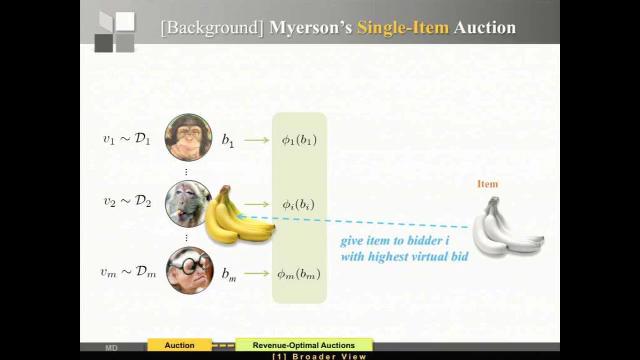 [Background] Myerson's Single-Item Auction
v₁ ∼ 𝒟₁ b₁ → ϕ₁(b₁)
⋮
Item
v₂ ∼ 𝒟₂ → ϕᵢ(bᵢ)
give item to bidder i
with highest virtual bid
⋮
vₘ ∼ 𝒟ₘ bₘ → ϕₘ(bₘ)
MD Auction Revenue-Optimal Auctions
[1] Broader View